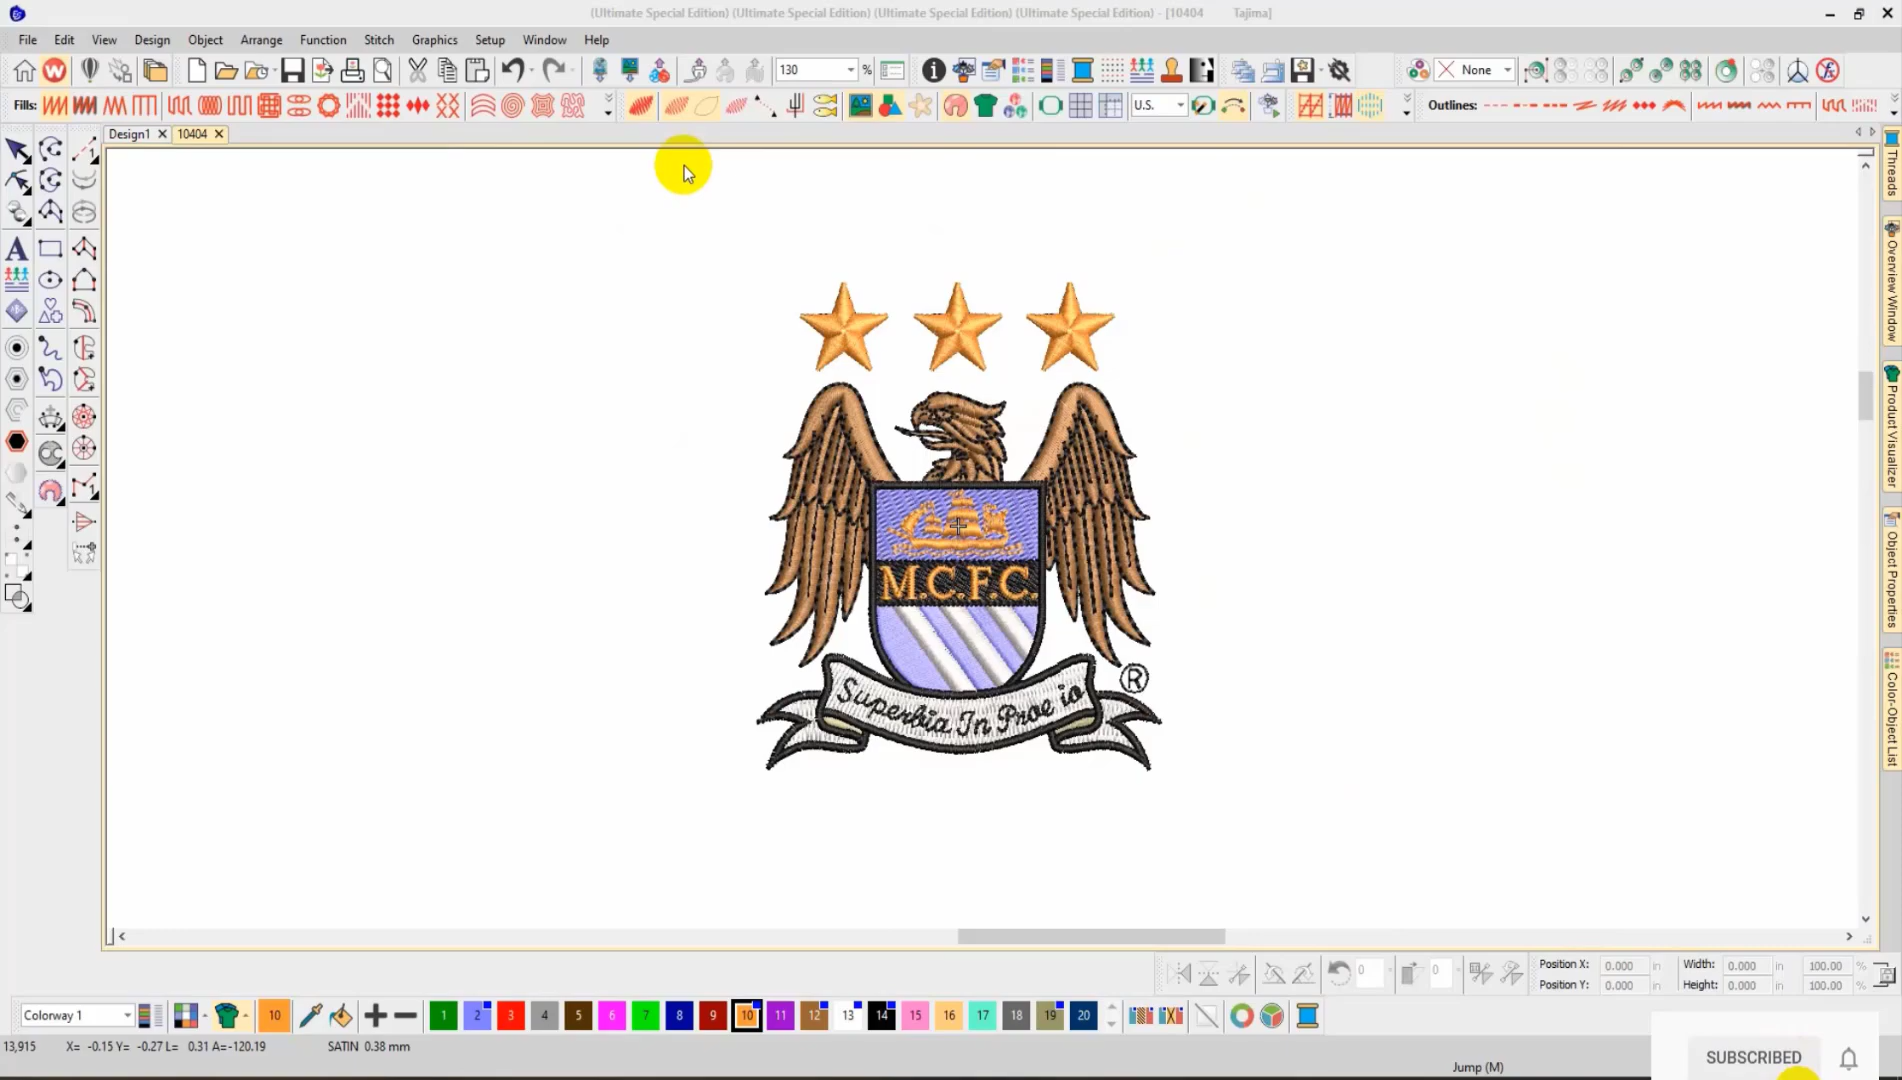 (Ultimate Special Edition) (Ultimate Special Edition) (Ultimate Special Edition) (Ultimate Special Edition) - [10404 Tajima]
File Edit View Design Object Arrange Function Stitch Graphics Setup Window Help
130 % None
Fills: U.S. Outlines:
Design1 10404
Threads
Overview Window
Product Visualizer
Object Properties
Color-Object List
M.C.F.C.
Superbia In Proe io
®
0 0 Position X: 0.000 in Width: 0.000 in 100.00 %
Position Y: 0.000 in Height: 0.000 in 100.00 %
Colorway 1 10 1 2 3 4 5 6 7 8 9 10 11 12 13 14 15 16 17 18 19 20
13,915 X= -0.15 Y= -0.27 L= 0.31 A=-120.19 SATIN 0.38 mm
Jump (M)
SUBSCRIBED